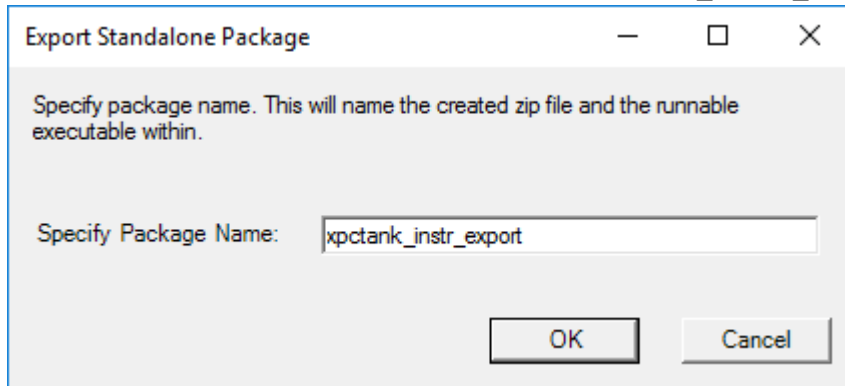 Export Standalone Package
Specify package name. This will name the created zip file and the runnable
executable within.
Specify Package Name: xpctank_instr_export
OK Cancel